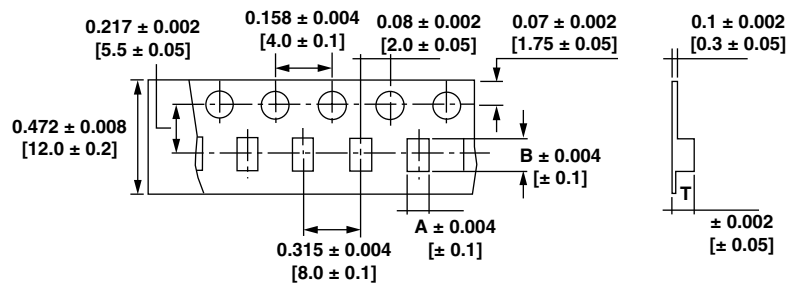 0.217 ± 0.002
[5.5 ± 0.05]
0.158 ± 0.004
[4.0 ± 0.1]
0.08 ± 0.002
[2.0 ± 0.05]
0.07 ± 0.002
[1.75 ± 0.05]
0.1 ± 0.002
[0.3 ± 0.05]
0.472 ± 0.008
[12.0 ± 0.2]
B ± 0.004
[± 0.1]
T
A ± 0.004
[± 0.1]
± 0.002
[± 0.05]
0.315 ± 0.004
[8.0 ± 0.1]